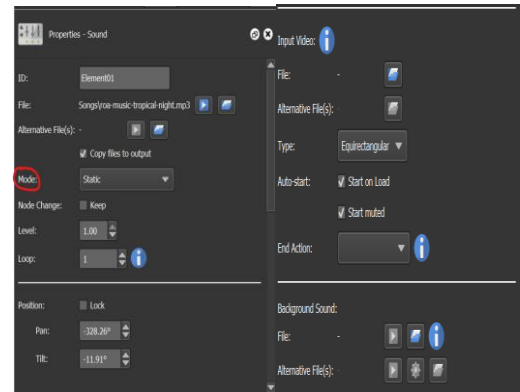 Properties - Sound
ID: Element01
File: Songs\roa-music-tropical-night.mp3
Alternative File(s): -
Copy files to output
Mode: Static
Node Change: Keep
Level: 1.00
Loop: 1
Position: Lock
Pan: -328.26°
Tilt: -11.91°
Input Video:
File: -
Alternative File(s): -
Type: Equirectangular
Auto-start: Start on Load
Start muted
End Action:
Background Sound:
File: -
Alternative File(s): -